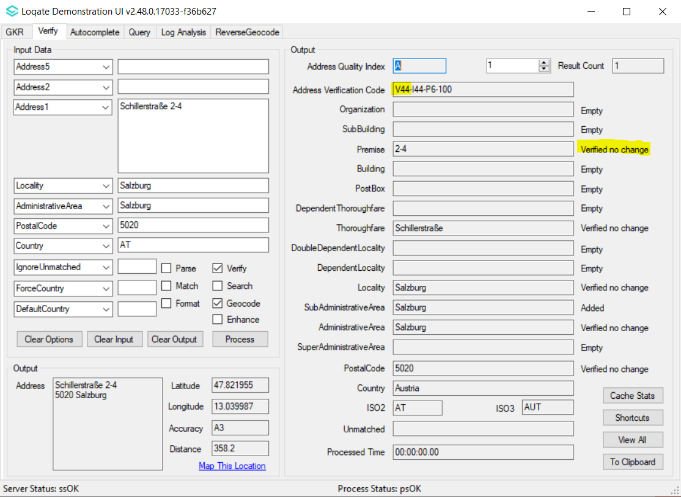 Loqate Demonstration UI v2.48.0.17033-f36b627
GKR Verify Autocomplete Query Log Analysis ReverseGeocode
Input Data
Address5
Address2
Address1 Schillerstraße 2-4
Locality Salzburg
AdministrativeArea Salzburg
PostalCode 5020
Country AT
IgnoreUnmatched Parse Verify
ForceCountry Match Search
DefaultCountry Format Geocode
Enhance
Clear Options Clear Input Clear Output Process
Output
Address Schillerstraße 2-4
5020 Salzburg
Latitude 47.821955
Longitude 13.039987
Accuracy A3
Distance 358.2
Map This Location
Output
Address Quality Index A 1 Result Count 1
Address Verification Code V44-I44-P6-100
Organization Empty
SubBuilding Empty
Premise 2-4 Verified no change
Building Empty
PostBox Empty
DependentThoroughfare Empty
Thoroughfare Schillerstraße Verified no change
DoubleDependentLocality Empty
DependentLocality Empty
Locality Salzburg Verified no change
SubAdministrativeArea Salzburg Added
AdministrativeArea Salzburg Verified no change
SuperAdministrativeArea Empty
PostalCode 5020 Verified no change
Country Austria
ISO2 AT ISO3 AUT
Unmatched
Processed Time 00:00:00.00
Cache Stats
Shortcuts
View All
To Clipboard
Server Status: ssOK Process Status: psOK